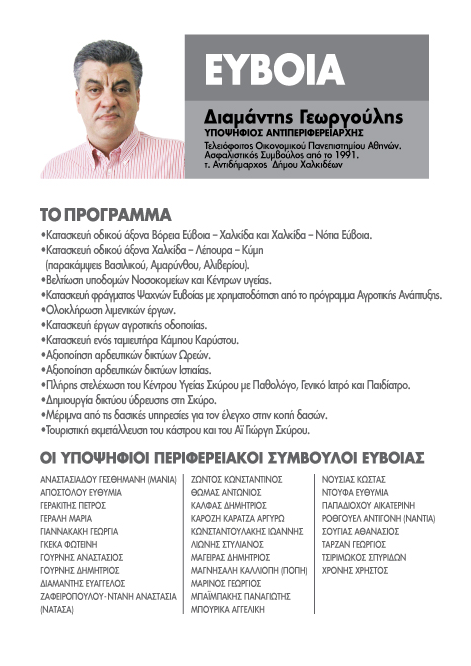 ΕΥΒΟΙΑ
Διαμάντης Γεωργούλης
ΥΠΟΨΗΦΙΟΣ ΑΝΤΙΠΕΡΙΦΕΡΕΙΑΡΧΗΣ
Τελειόφοιτος Οικονομικού Πανεπιστημίου Αθηνών.
Ασφαλιστικός Σύμβουλος από το 1991.
τ. Αντιδήμαρχος Δήμου Χαλκιδέων
ΤΟ ΠΡΟΓΡΑΜΜΑ
•Κατασκευή οδικού άξονα Βόρεια Εύβοια – Χαλκίδα και Χαλκίδα – Νότια Εύβοια.
•Κατασκευή οδικού άξονα Χαλκίδα – Λέπουρα – Κύμη
(παρακάμψεις Βασιλικού, Αμαρύνθου, Αλιβερίου).
•Βελτίωση υποδομών Νοσοκομείων και Κέντρων υγείας.
•Κατασκευή φράγματος Ψαχνών Ευβοίας με χρηματοδότηση από το πρόγραμμα Αγροτικής Ανάπτυξης.
•Ολοκλήρωση λιμενικών έργων.
•Κατασκευή έργων αγροτικής οδοποιίας.
•Κατασκευή ενός ταμιευτήρα Κάμπου Καρύστου.
•Αξιοποίηση αρδευτικών δικτύων Ωρεών.
•Αξιοποίηση αρδευτικών δικτύων Ιστιαίας.
•Πλήρης στελέχωση του Κέντρου Υγείας Σκύρου με Παθολόγο, Γενικό Ιατρό και Παιδίατρο.
•Δημιουργία δικτύου ύδρευσης στη Σκύρο.
•Μέριμνα από τις δασικές υπηρεσίες για τον έλεγχο στην κοπή δασών.
•Τουριστική εκμετάλλευση του κάστρου και του Αϊ Γιώργη Σκύρου.
ΟΙ ΥΠΟΨΗΦΙΟΙ ΠΕΡΙΦΕΡΕΙΑΚΟΙ ΣΥΜΒΟΥΛΟΙ ΕΥΒΟΙΑΣ
ΑΝΑΣΤΑΣΙΑΔΟΥ ΓΕΣΘΗΜΑΝΗ (ΜΑΝΙΑ)
ΑΠΟΣΤΟΛΟΥ ΕΥΘΥΜΙΑ
ΓΕΡΑΚΙΤΗΣ ΠΕΤΡΟΣ
ΓΕΡΑΛΗ ΜΑΡΙΑ
ΓΙΑΝΝΑΚΑΚΗ ΓΕΩΡΓΙΑ
ΓΚΕΚΑ ΦΩΤΕΙΝΗ
ΓΟΥΡΝΗΣ ΑΝΑΣΤΑΣΙΟΣ
ΓΟΥΡΝΗΣ ΔΗΜΗΤΡΙΟΣ
ΔΙΑΜΑΝΤΗΣ ΕΥΑΓΓΕΛΟΣ
ΖΑΦΕΙΡΟΠΟΥΛΟΥ - ΝΤΑΝΗ ΑΝΑΣΤΑΣΙΑ
(ΝΑΤΑΣΑ)
ΖΩΝΤΟΣ ΚΩΝΣΤΑΝΤΙΝΟΣ
ΘΩΜΑΣ ΑΝΤΩΝΙΟΣ
ΚΑΛΦΑΣ ΔΗΜΗΤΡΙΟΣ
ΚΑΡΟΖΗ ΚΑΡΑΤΖΑ ΑΡΓΥΡΩ
ΚΩΝΣΤΑΝΤΟΥΛΑΚΗΣ ΙΩΑΝΝΗΣ
ΛΙΩΝΗΣ ΣΤΥΛΙΑΝΟΣ
ΜΑΓΕΙΡΑΣ ΔΗΜΗΤΡΙΟΣ
ΜΑΓΝΗΣΑΛΗ ΚΑΛΛΙΟΠΗ (ΠΟΠΗ)
ΜΑΡΙΝΟΣ ΓΕΩΡΓΙΟΣ
ΜΠΑΪΜΠΑΚΗΣ ΠΑΝΑΓΙΩΤΗΣ
ΜΠΟΥΡΙΚΑ ΑΓΓΕΛΙΚΗ
ΝΟΥΣΙΑΣ ΚΩΣΤΑΣ
ΝΤΟΥΦΑ ΕΥΘΥΜΙΑ
ΠΑΠΑΔΙΟΧΟΥ ΑΙΚΑΤΕΡΙΝΗ
ΡΟΘΓΟΥΕΛ ΑΝΤΙΓΟΝΗ (ΝΑΝΤΙΑ)
ΣΟΥΠΑΣ ΑΘΑΝΑΣΙΟΣ
ΤΑΡΖΑΝ ΓΕΩΡΓΙΟΣ
ΤΣΙΡΙΜΩΚΟΣ ΣΠΥΡΙΔΩΝ
ΧΡΟΝΗΣ ΧΡΗΣΤΟΣ